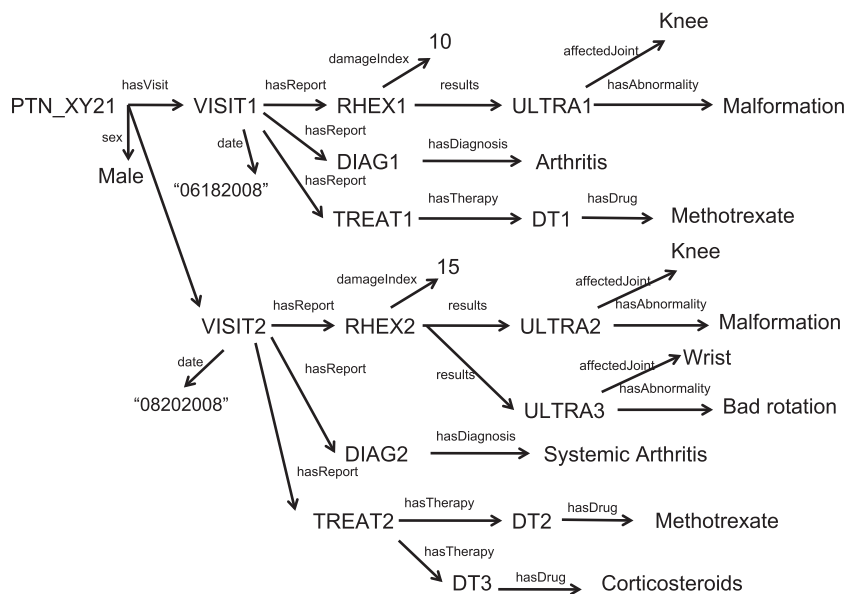 Knee
10
damageIndex
affectedJoint
hasVisit
hasReport
results
hasAbnormality
PTN_XY21
VISIT1
RHEX1
ULTRA1
Malformation
sex
date
hasReport
hasDiagnosis
DIAG1
Arthritis
Male
“06182008”
hasReport
hasTherapy
hasDrug
TREAT1
DT1
Methotrexate
Knee
15
damageIndex
affectedJoint
hasReport
results
hasAbnormality
VISIT2
RHEX2
ULTRA2
Malformation
date
hasReport
results
affectedJoint
Wrist
hasAbnormality
“08202008”
ULTRA3
Bad rotation
hasDiagnosis
DIAG2
Systemic Arthritis
hasReport
hasTherapy
hasDrug
TREAT2
DT2
Methotrexate
hasTherapy
hasDrug
DT3
Corticosteroids